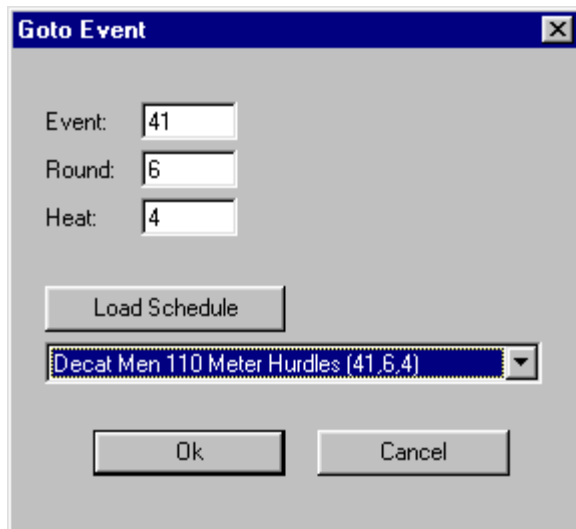 Goto Event
Event: 41
Round: 6
Heat: 4
Load Schedule
Decat Men 110 Meter Hurdles (41,6,4)
Ok Cancel